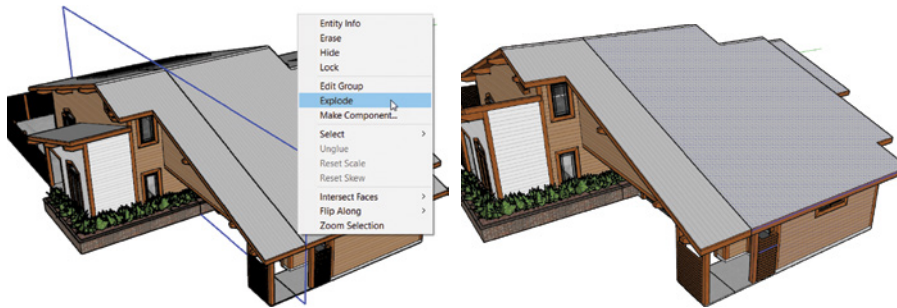 Entity Info
Erase
Hide
Lock
Edit Group
Explode
Make Component...
Select
Unglue
Reset Scale
Reset Skew
Intersect Faces
Flip Along
Zoom Selection